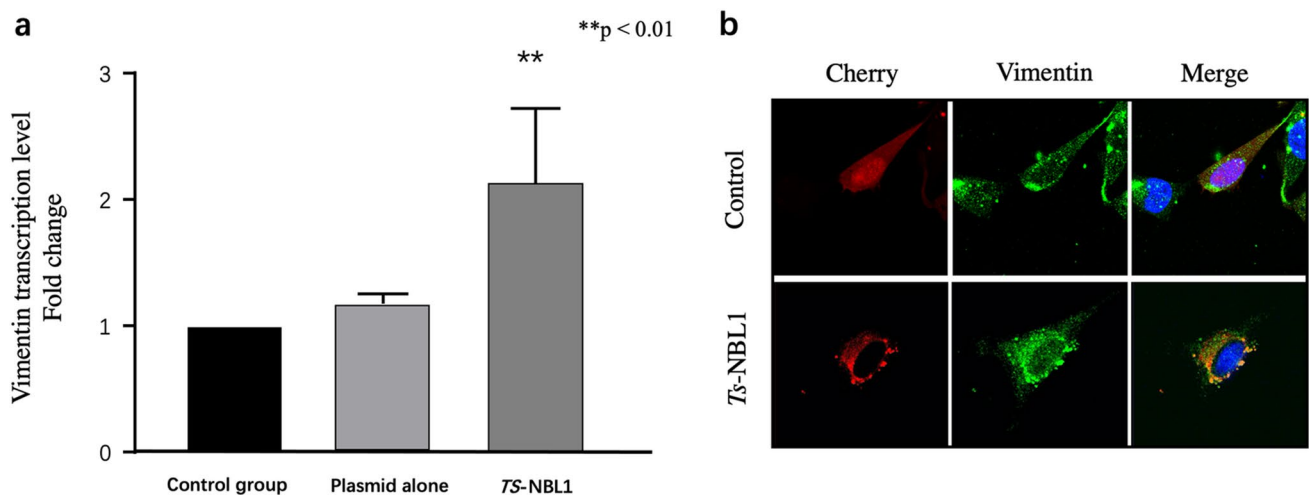 a
**p < 0.01
**
Vimentin transcription level
Fold change
3
2
1
0
Control group
Plasmid alone
TS-NBL1
b
Cherry
Vimentin
Merge
Control
Ts-NBL1